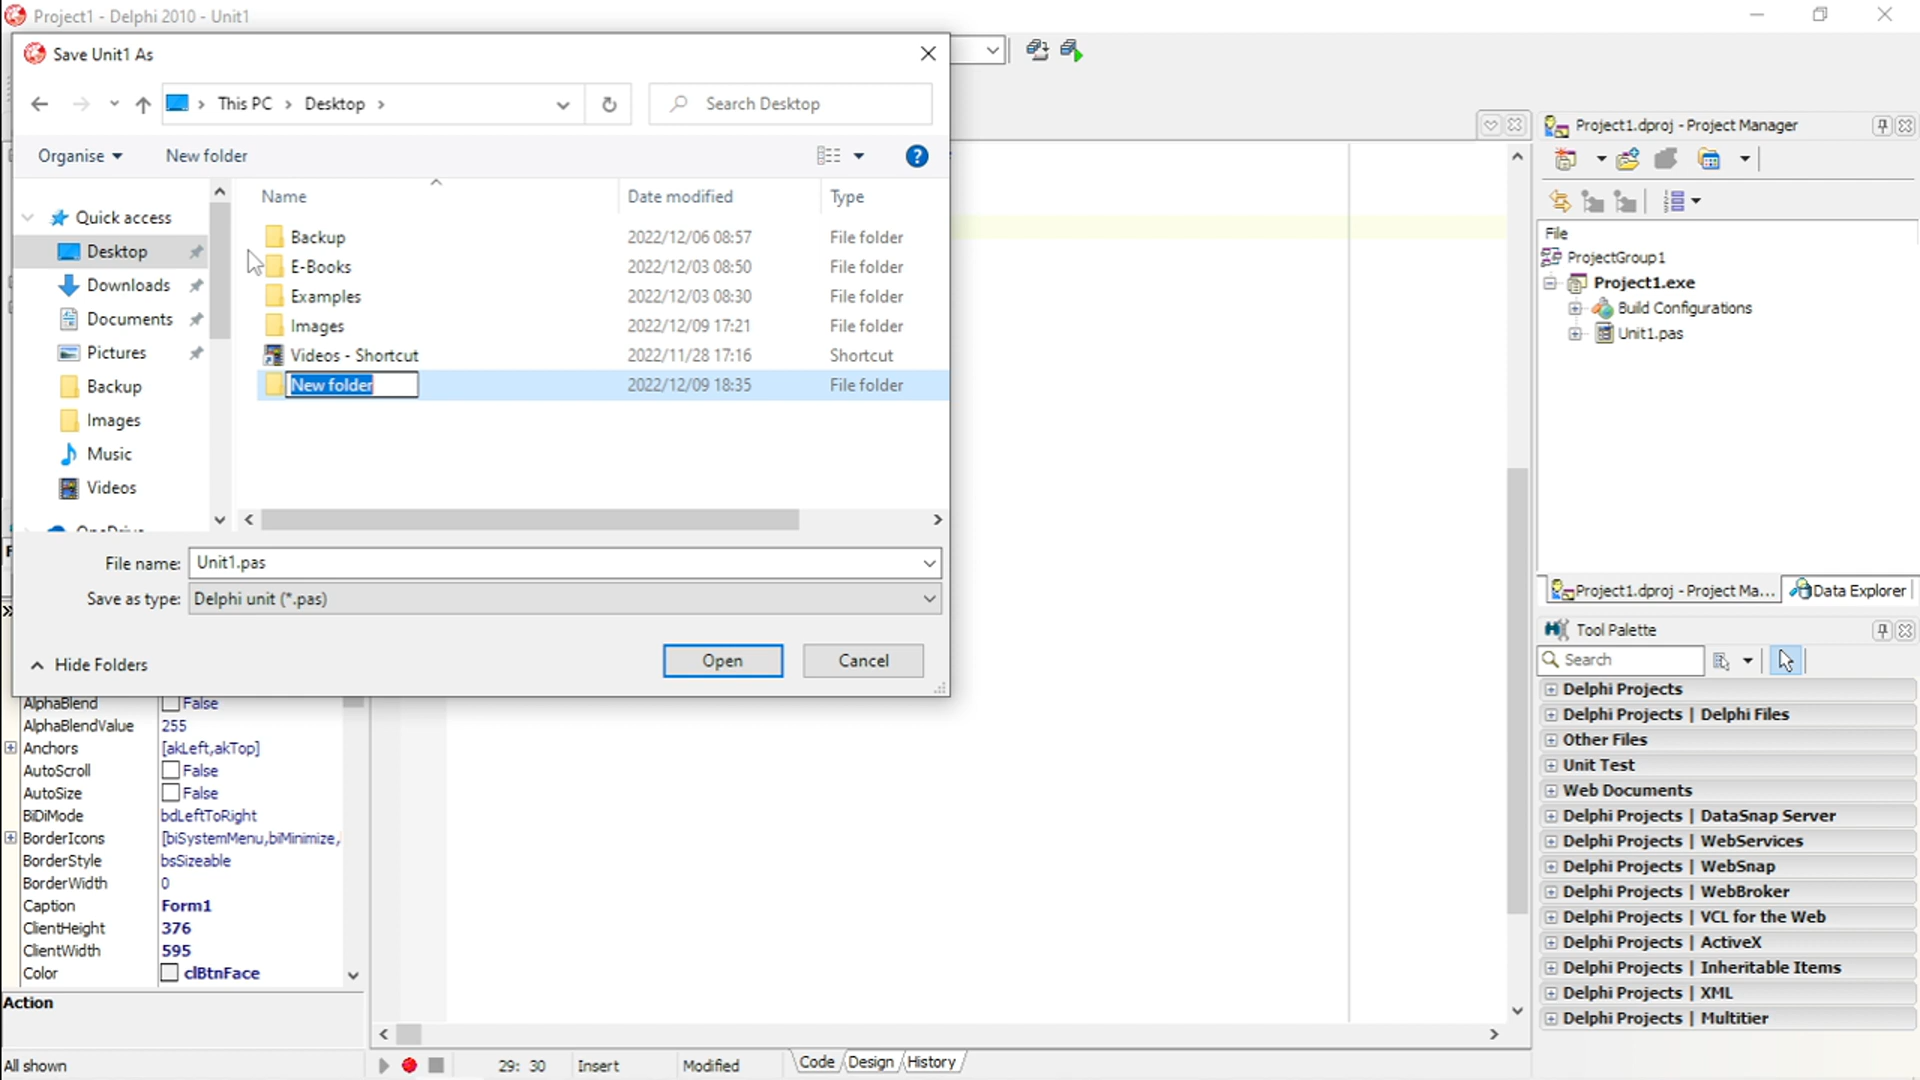 Project1 - Delphi 2010 - Unit1
Save Unit1 As
This PC > Desktop >
Search Desktop
Organise
New folder
Name
Date modified
Type
Quick access
Desktop
Downloads
Documents
Pictures
Backup
Images
Music
Videos
Backup 2022/12/06 08:57 File folder
E-Books 2022/12/03 08:50 File folder
Examples 2022/12/03 08:30 File folder
Images 2022/12/09 17:21 File folder
Videos - Shortcut 2022/11/28 17:16 Shortcut
New folder 2022/12/09 18:35 File folder
File name: Unit1.pas
Save as type: Delphi unit (*.pas)
Hide Folders
Open
Cancel
AlphaBlend False
AlphaBlendValue 255
Anchors [akLeft,akTop]
AutoScroll False
AutoSize False
BiDiMode bdLeftToRight
BorderIcons [biSystemMenu,biMinimize,
BorderStyle bsSizeable
BorderWidth 0
Caption Form1
ClientHeight 376
ClientWidth 595
Color clBtnFace
Action
All shown
29: 30
Insert
Modified
Code
Design
History
Project1.dproj - Project Manager
File
ProjectGroup1
Project1.exe
Build Configurations
Unit1.pas
Project1.dproj - Project Ma...
Data Explorer
Tool Palette
Search
Delphi Projects
Delphi Projects | Delphi Files
Other Files
Unit Test
Web Documents
Delphi Projects | DataSnap Server
Delphi Projects | WebServices
Delphi Projects | WebSnap
Delphi Projects | WebBroker
Delphi Projects | VCL for the Web
Delphi Projects | ActiveX
Delphi Projects | Inheritable Items
Delphi Projects | XML
Delphi Projects | Multitier